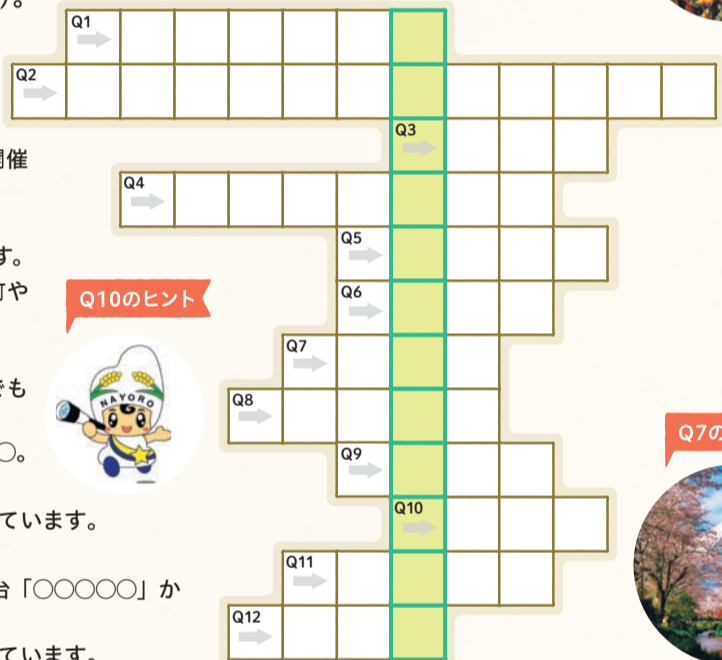 す。
Q1
Q2
Q3
開催
Q4
す。
Q5
町や
Q6
Q10のヒント
Q7
NAYORO
でも
Q8
Q7の
○。
Q9
Q10
ています。
Q11
台「○○○○○」か
Q12
ています。